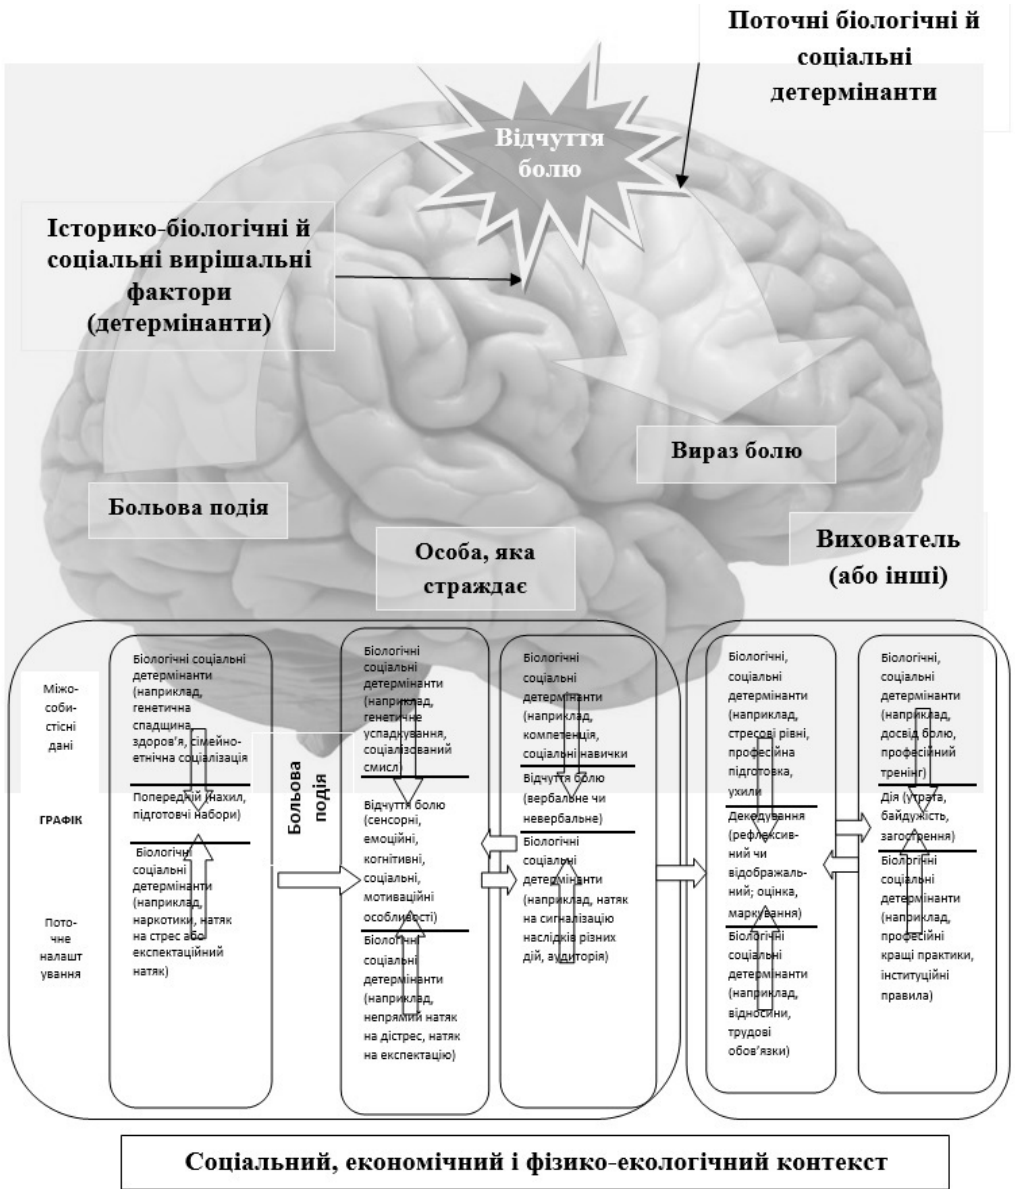 Поточні біологічні й
соціальні
детермінанти
Відчуття
болю
Історико-біологічні й
соціальні вирішальні
фактори
(детермінанти)
Вираз болю
Больова подія
Особа, яка
страждає
Вихователь
(або інші)
Міжо-
соби-
стісні
дані
ГРАФІК
Пото-
чне
налашт
ування
Біологічні соціальні
детермінанти
(наприклад,
генетична
спадщина,
здоров'я, сімейно-
етнічна соціалізація
Попередній (нахил,
підготовчі набори)
Біологічні
соціальні
детермінанти
(наприклад,
наркотики, натяк
на стрес або
експектаційний
натяк)
Больова
подія
Біологічні
соціальні
детермінанти
(наприклад,
генетичне
успадкування,
соціалізований
смисл)
Відчуття болю
(сенсорні,
емоційні,
когнітивні,
соціальні,
мотиваційні
особливості)
Біологічні
соціальні
детермінанти
(наприклад,
непрямий натяк
на дістрес, натяк
на експектацію)
Біологічні
соціальні
детермінанти
(наприклад,
компетенція,
соціальні навички
Відчуття болю
(вербальне чи
невербальне)
Біологічні
соціальні
детермінанти
(наприклад, натяк
на сигналізацію
наслідків різних
дій, аудиторія)
Біологічні,
соціальні
детермінанти
(наприклад,
стресові рівні,
професійна
підготовка,
ухили
Декодування
(рефлексив-
ний чи
відображаль-
ний; оцінка,
маркування)
Біологічні
соціальні
детермінанти
(наприклад,
відносини,
трудові
обов'язки)
Біологічні,
соціальні
детермінанти
(наприклад,
досвід болю,
професійний
тренінг)
Дія (утрата,
байдужість,
загострення)
Біологічні
соціальні
детермінанти
(наприклад,
професійні
кращі практики,
інституційні
правила)
Соціальний, економічний і фізико-екологічний контекст